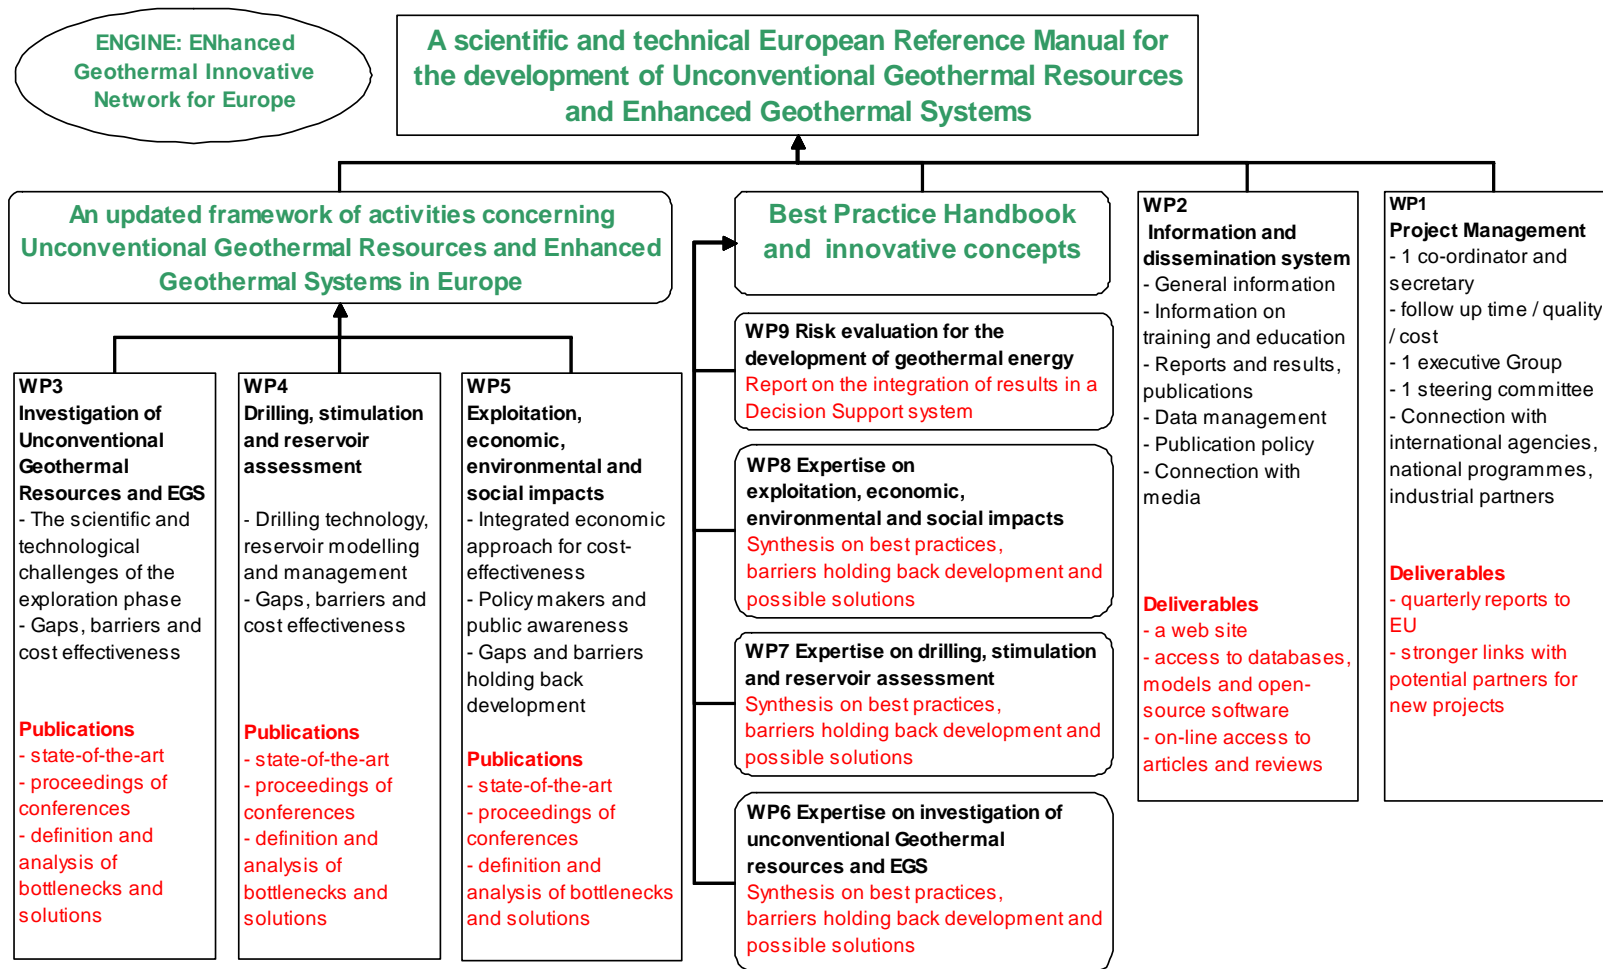 ENGINE: ENhanced
Geothermal Innovative
Network for Europe
A scientific and technical European Reference Manual for
the development of Unconventional Geothermal Resources
and Enhanced Geothermal Systems
An updated framework of activities concerning
Unconventional Geothermal Resources and Enhanced
Geothermal Systems in Europe
WP3
Investigation of
Unconventional
Geothermal
Resources and EGS
- The scientific and
technological
challenges of the
exploration phase
- Gaps, barriers and
cost effectiveness
Publications
- state-of-the-art
- proceedings of
conferences
- definition and
analysis of
bottlenecks and
solutions
WP4
Drilling, stimulation
and reservoir
assessment
- Drilling technology,
reservoir modelling
and management
- Gaps, barriers and
cost effectiveness
Publications
- state-of-the-art
- proceedings of
conferences
- definition and
analysis of
bottlenecks and
solutions
WP5
Exploitation,
economic,
environmental and
social impacts
- Integrated economic
approach for cost-
effectiveness
- Policy makers and
public awareness
- Gaps and barriers
holding back
development
Publications
- state-of-the-art
- proceedings of
conferences
- definition and
analysis of bottlenecks
and solutions
Best Practice Handbook
and innovative concepts
WP9 Risk evaluation for the
development of geothermal energy
Report on the integration of results in a
Decision Support system
WP8 Expertise on
exploitation, economic,
environmental and social impacts
Synthesis on best practices,
barriers holding back development and
possible solutions
WP7 Expertise on drilling, stimulation
and reservoir assessment
Synthesis on best practices,
barriers holding back development and
possible solutions
WP6 Expertise on investigation of
unconventional Geothermal
resources and EGS
Synthesis on best practices,
barriers holding back development and
possible solutions
WP2
Information and
dissemination system
- General information
- Information on
training and education
- Reports and results,
publications
- Data management
- Publication policy
- Connection with
media
Deliverables
- a web site
- access to databases,
models and open-
source software
- on-line access to
articles and reviews
WP1
Project Management
- 1 co-ordinator and
secretary
- follow up time / quality
/ cost
- 1 executive Group
- 1 steering committee
- Connection with
international agencies,
national programmes,
industrial partners
Deliverables
- quarterly reports to
EU
- stronger links with
potential partners for
new projects